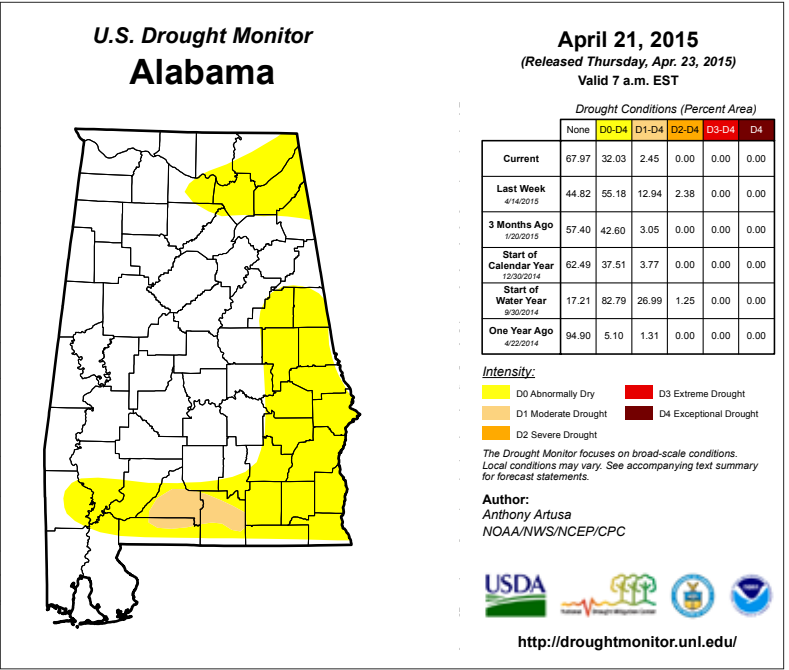 U.S. Drought Monitor
Alabama
April 21, 2015
(Released Thursday, Apr. 23, 2015)
Valid 7 a.m. EST
Drought Conditions (Percent Area)
None D0-D4 D1-D4 D2-D4 D3-D4 D4
Current 67.97 32.03 2.45 0.00 0.00 0.00
Last Week
4/14/2015
44.82 55.18 12.94 2.38 0.00 0.00
3 Months Ago
1/20/2015
57.40 42.60 3.05 0.00 0.00 0.00
Start of
Calendar Year
12/30/2014
62.49 37.51 3.77 0.00 0.00 0.00
Start of
Water Year
9/30/2014
17.21 82.79 26.99 1.25 0.00 0.00
One Year Ago
4/22/2014
94.90 5.10 1.31 0.00 0.00 0.00
Intensity:
D0 Abnormally Dry
D1 Moderate Drought
D2 Severe Drought
D3 Extreme Drought
D4 Exceptional Drought
The Drought Monitor focuses on broad-scale conditions.
Local conditions may vary. See accompanying text summary
for forecast statements.
Author:
Anthony Artusa
NOAA/NWS/NCEP/CPC
USDA
National Drought Mitigation Center
http://droughtmonitor.unl.edu/